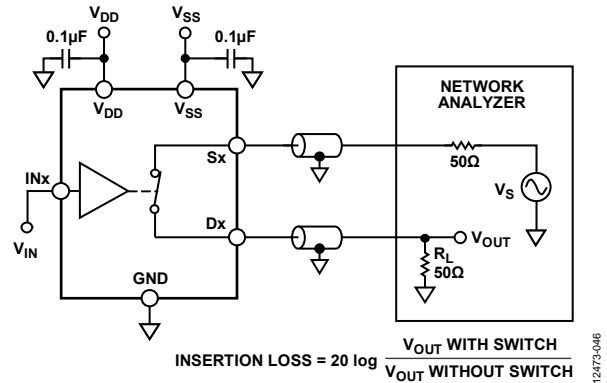 VDD
VSS
0.1µF
0.1µF
VDD
VSS
NETWORK
ANALYZER
Sx
50Ω
INx
VS
Dx
VOUT
VIN
RL
50Ω
GND
INSERTION LOSS = 20 log VOUT WITH SWITCH
VOUT WITHOUT SWITCH
12473-046